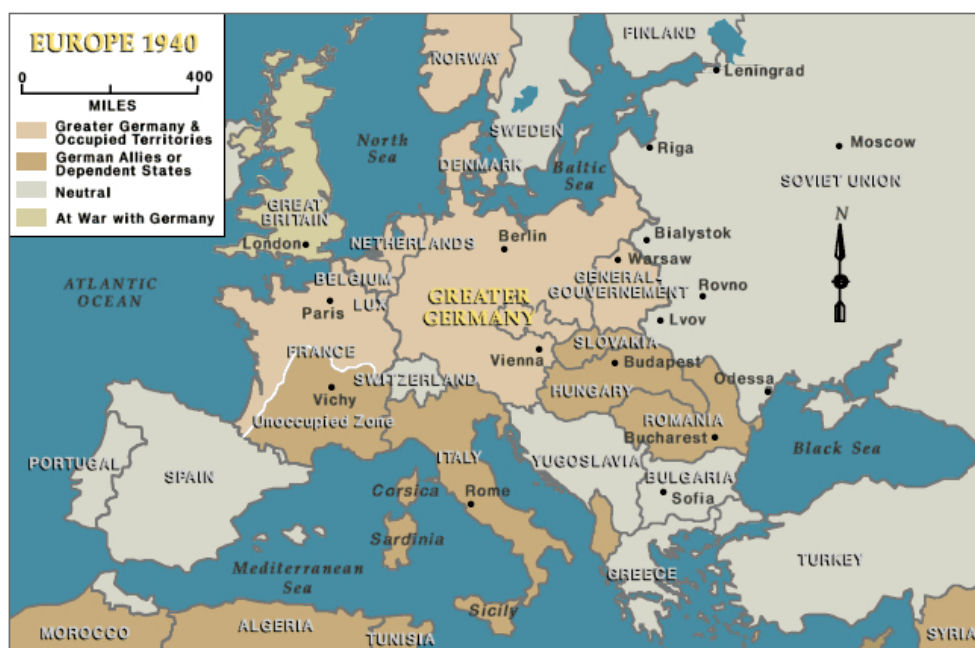 EUROPE 1940
0 400
MILES
Greater Germany &
Occupied Territories
German Allies or
Dependent States
Neutral
At War with Germany
NORWAY
FINLAND
Leningrad
North
Sea
SWEDEN
DENMARK
Baltic
Sea
Riga
Moscow
SOVIET UNION
GREAT
BRITAIN
London
NETHERLANDS
Berlin
Bialystok
Warsaw
N
ATLANTIC
OCEAN
BELGIUM
LUX
Paris
GREATER
GERMANY
GENERAL-
GOUVERNEMENT
Rovno
Lvov
FRANCE
Vienna
SLOVAKIA
Budapest
SWITZERLAND
Vichy
HUNGARY
Odessa
Unoccupied Zone
ROMANIA
Bucharest
Black Sea
PORTUGAL
SPAIN
ITALY
YUGOSLAVIA
BULGARIA
Sofia
Corsica
Rome
Sardinia
Mediterranean
Sea
GREECE
TURKEY
Sicily
MOROCCO
ALGERIA
TUNISIA
SYRIA